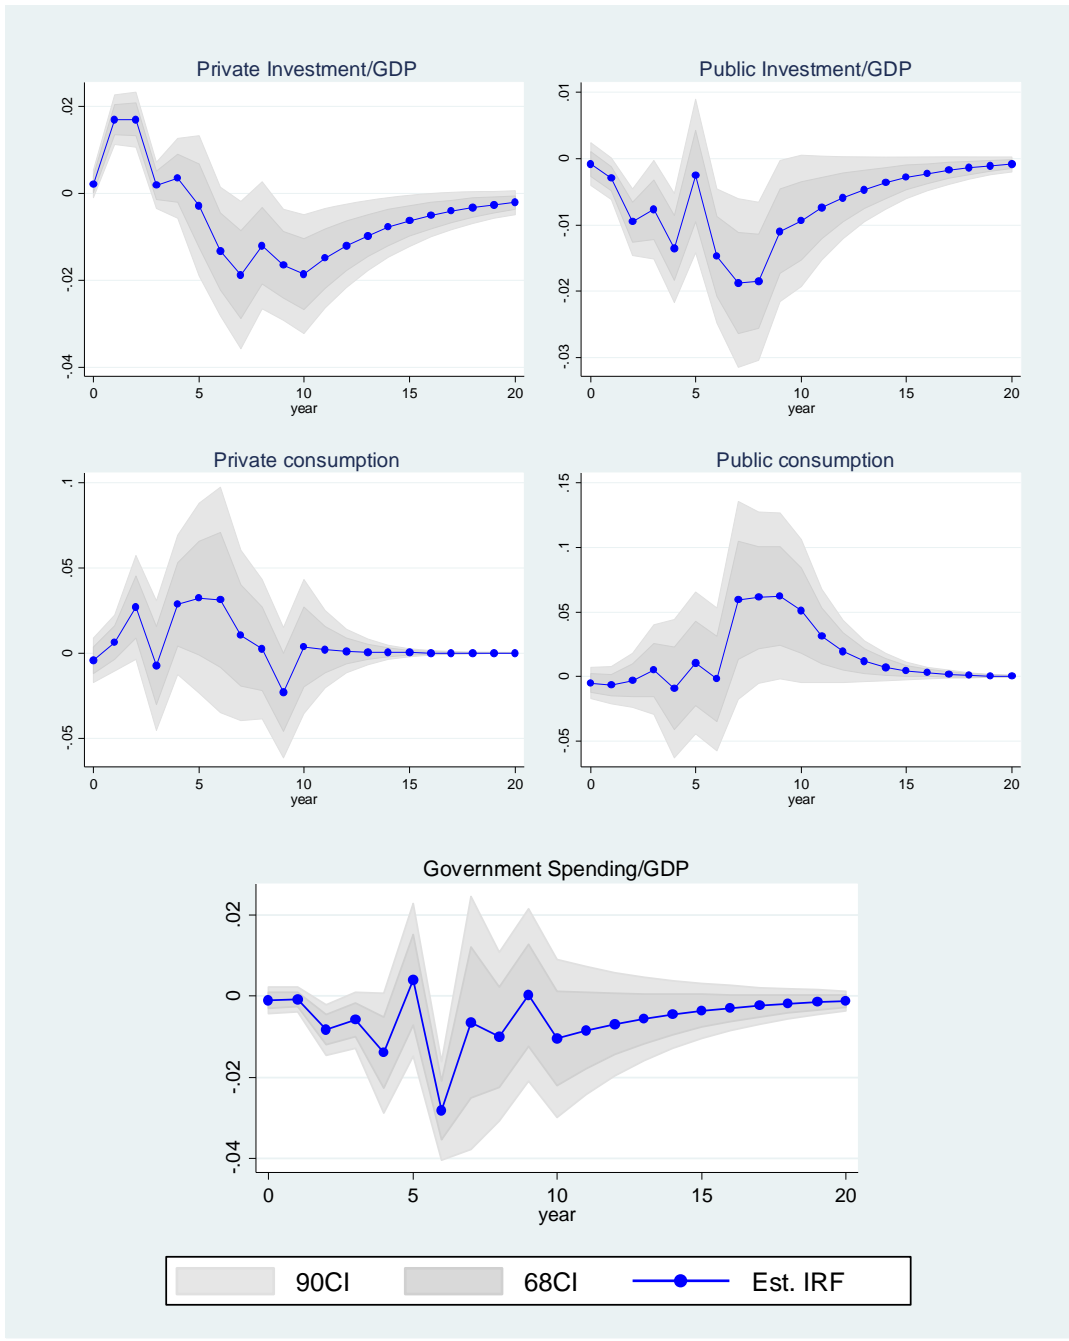 Private Investment/GDP
Public Investment/GDP
.02
0
-.02
-.04
0 5 10 15 20
year
.01
0
-.01
-.02
-.03
0 5 10 15 20
year
Private consumption
Public consumption
.1
.05
0
-.05
0 5 10 15 20
year
.15
.1
.05
0
-.05
0 5 10 15 20
year
Government Spending/GDP
.02
0
-.02
-.04
0 5 10 15 20
year
90CI 68CI Est. IRF